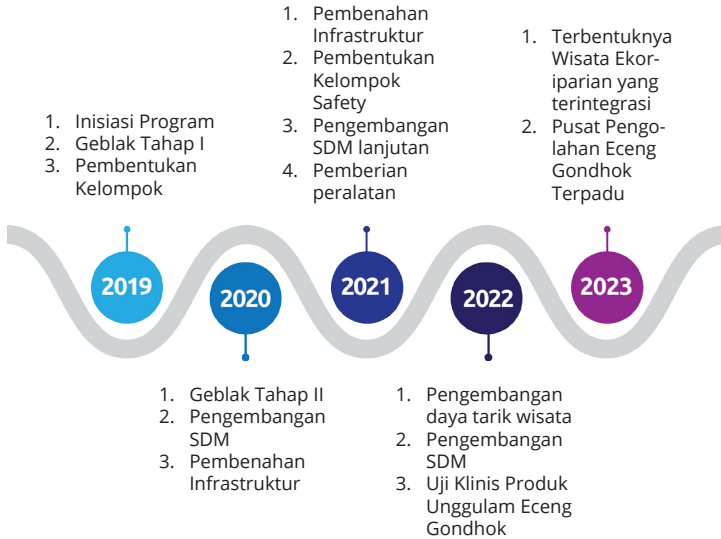 1. Inisiasi Program
2. Geblak Tahap I
3. Pembentukan
Kelompok
2019
1. Geblak Tahap II
2. Pengembangan
SDM
3. Pembenahan
Infrastruktur
2020
1. Pembenahan
Infrastruktur
2. Pembentukan
Kelompok
Safety
3. Pengembangan
SDM lanjutan
4. Pemberian
peralatan
2021
1. Pengembangan
daya tarik wisata
2. Pengembangan
SDM
3. Uji Klinis Produk
Unggulam Eceng
Gondhok
2022
1. Terbentuknya
Wisata Ekor-
iparian yang
terintegrasi
2. Pusat Pengo-
lahan Eceng
Gondhok
Terpadu
2023